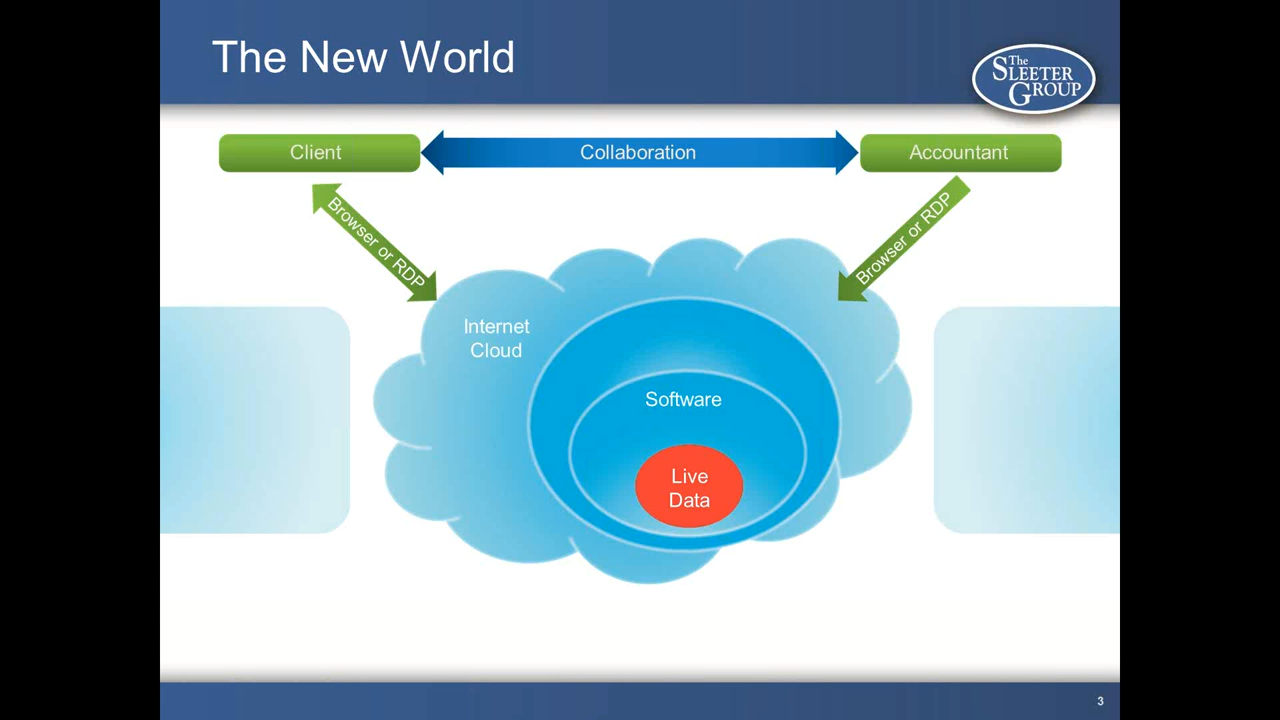 The New World
The
SLEETER
GROUP
Client
Collaboration
Accountant
Browser or RDP
Browser or RDP
Internet
Cloud
Software
Live
Data
3